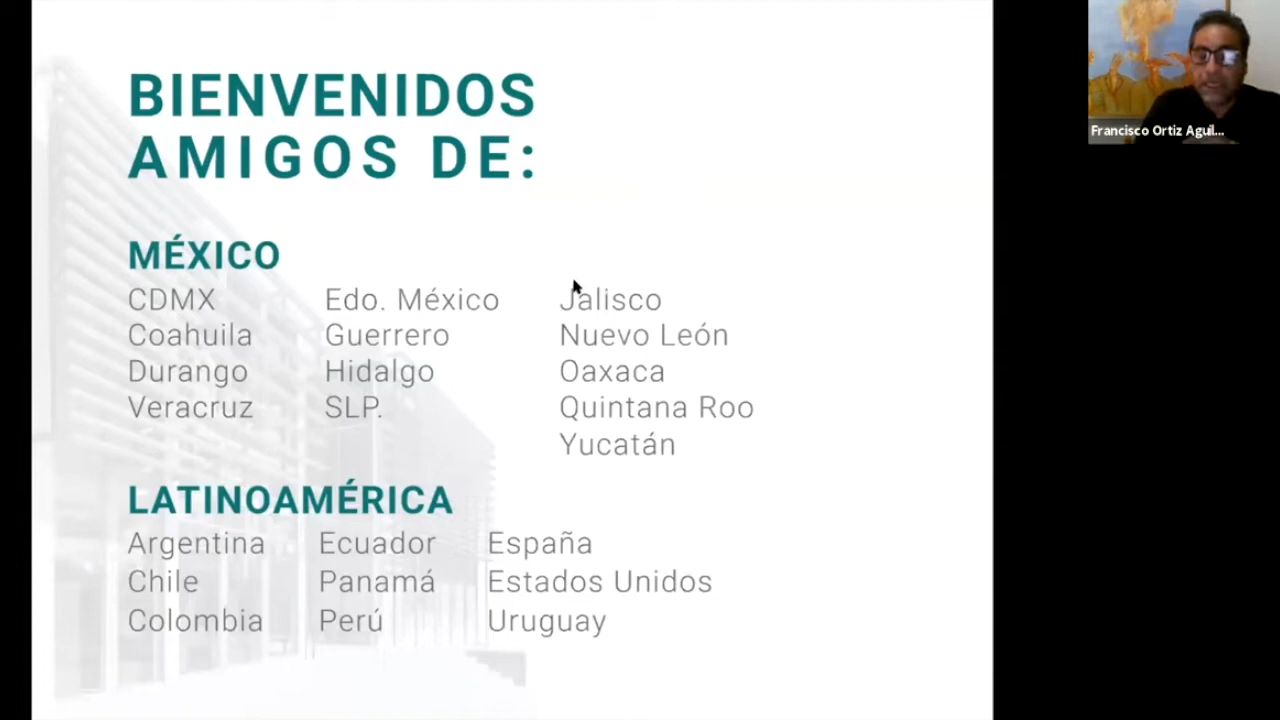 BIENVENIDOS
AMIGOS DE:
MÉXICO
CDMX Edo. México Jalisco
Coahuila Guerrero Nuevo León
Durango Hidalgo Oaxaca
Veracruz SLP. Quintana Roo
Yucatán
LATINOAMÉRICA
Argentina Ecuador España
Chile Panamá Estados Unidos
Colombia Perú Uruguay
Francisco Ortiz Aguil...